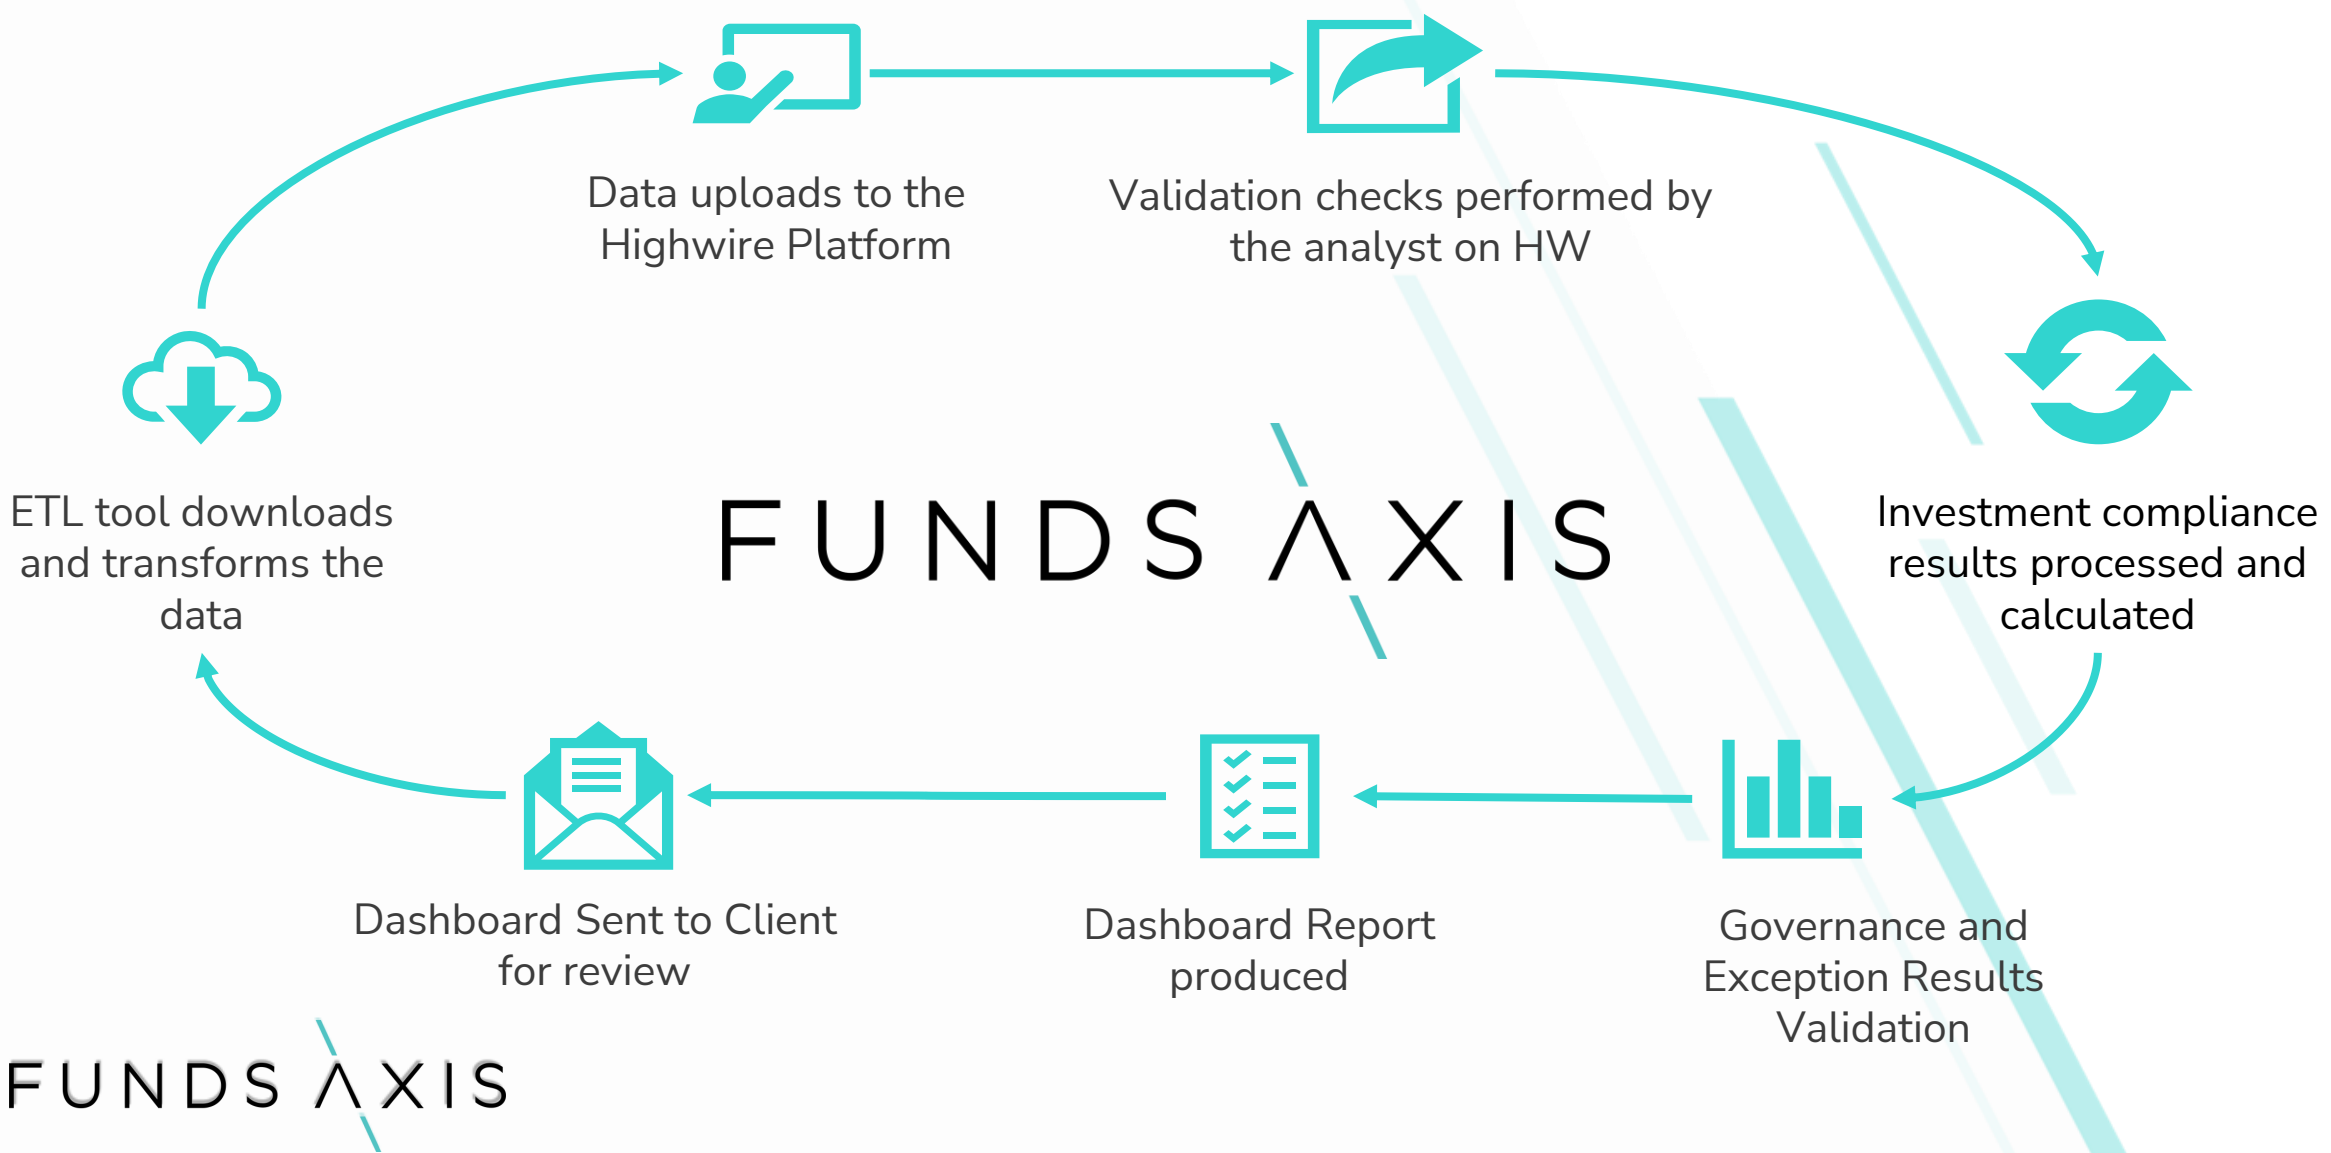 Data uploads to the
Highwire Platform
Validation checks performed by
the analyst on HW
ETL tool downloads
and transforms the
data
FUNDS AXIS
Investment compliance
results processed and
calculated
Dashboard Sent to Client
for review
Dashboard Report
produced
Governance and
Exception Results
Validation
FUNDS AXIS